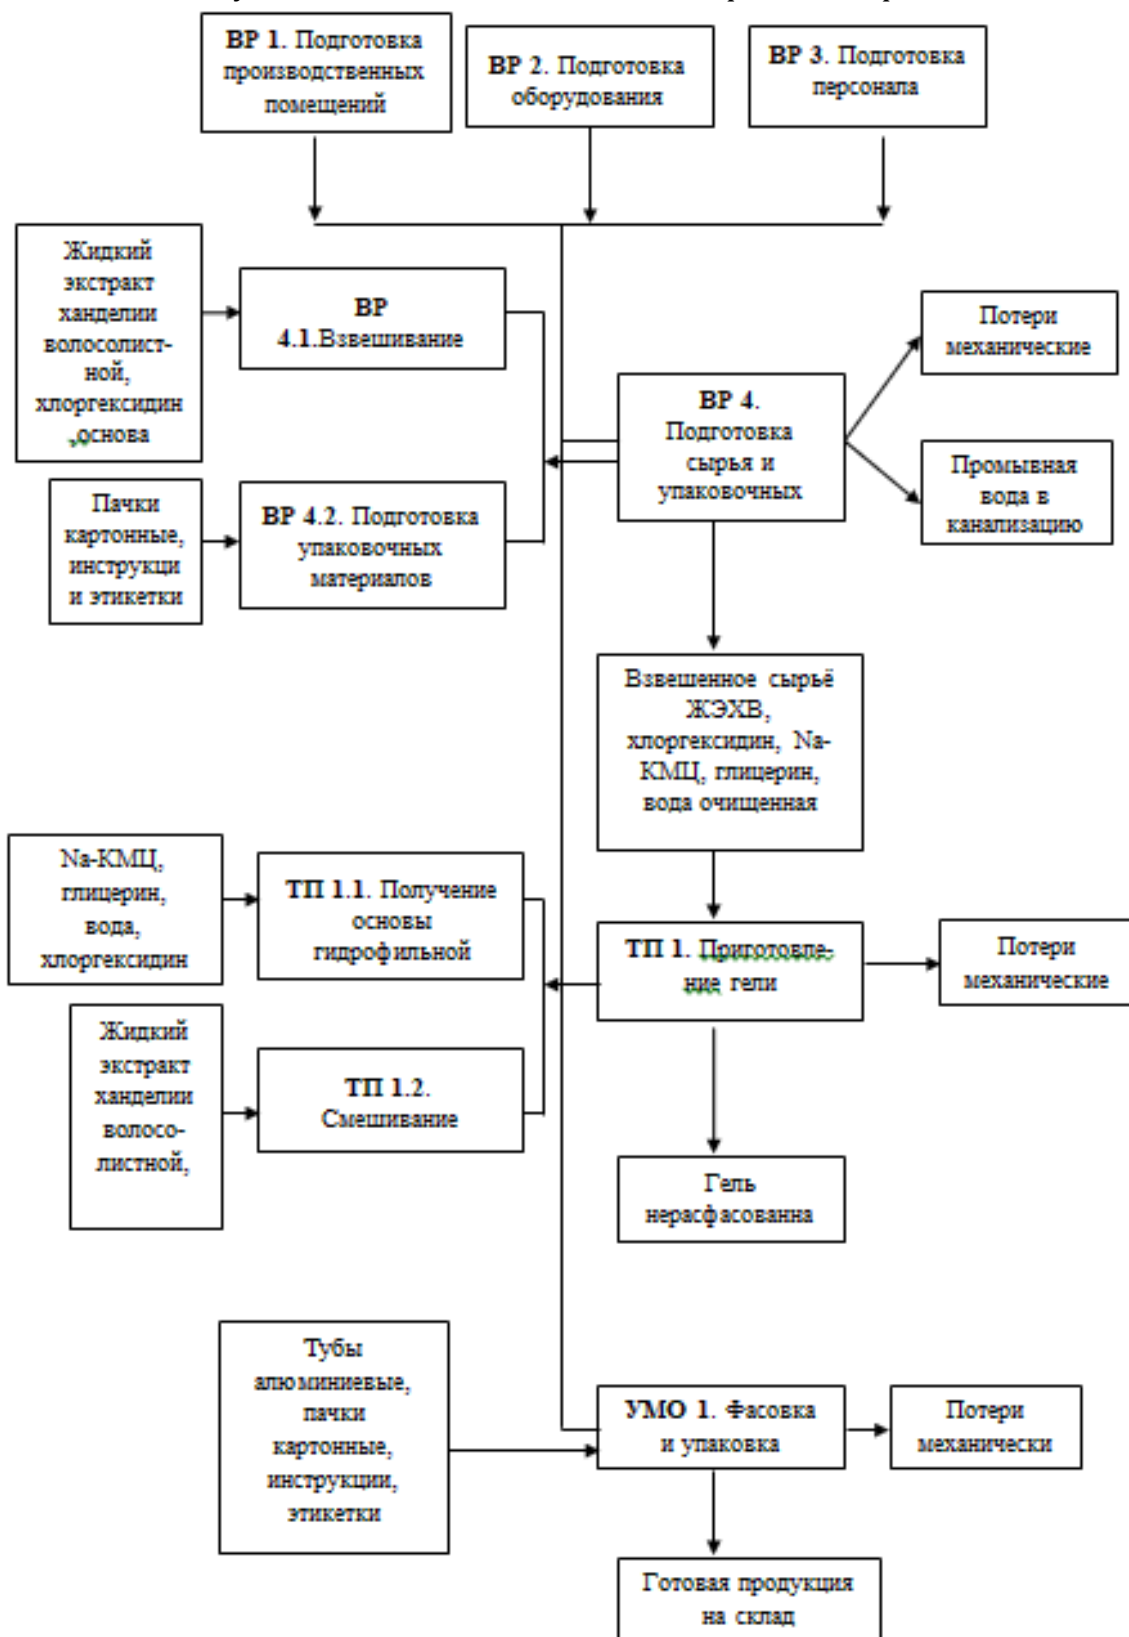 ВР 1. Подготовка
производственных
помещений
ВР 2. Подготовка
оборудования
ВР 3. Подготовка
персонала
Жидкий
экстракт
ханделии
волосолист-
ной,
хлоргексидин
,основа
ВР
4.1.Взвешивание
Потери
механические
ВР 4.
Подготовка
сырья и
упаковочных
Промывная
вода в
канализацию
Пачки
картонные,
инструкци
и этикетки
ВР 4.2. Подготовка
упаковочных
материалов
Взвешенное сырьё
ЖЭХВ,
хлоргексидин, Na-
КМЦ, глицерин,
вода очищенная
Na-КМЦ,
глицерин,
вода,
хлоргексидин
ТП 1.1. Получение
основы
гидрофильной
ТП 1. Приготовле-
ние гели
Потери
механические
Жидкий
экстракт
ханделии
волосо-
листной,
ТП 1.2.
Смешивание
Гель
нерасфасованна
Тубы
алюминиевые,
пачки
картонные,
инструкции,
этикетки
УМО 1. Фасовка
и упаковка
Потери
механически
Готовая продукция
на склад